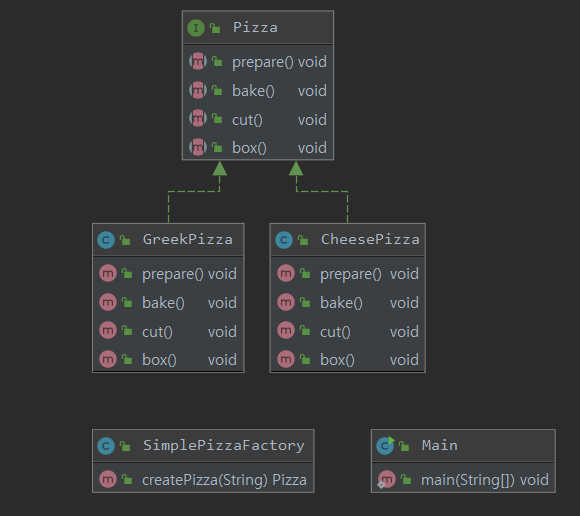 Pizza
prepare() void
bake() void
cut() void
box() void
GreekPizza
prepare() void
bake() void
cut() void
box() void
CheesePizza
prepare() void
bake() void
cut() void
box() void
SimplePizzaFactory
createPizza(String) Pizza
Main
main(String[]) void